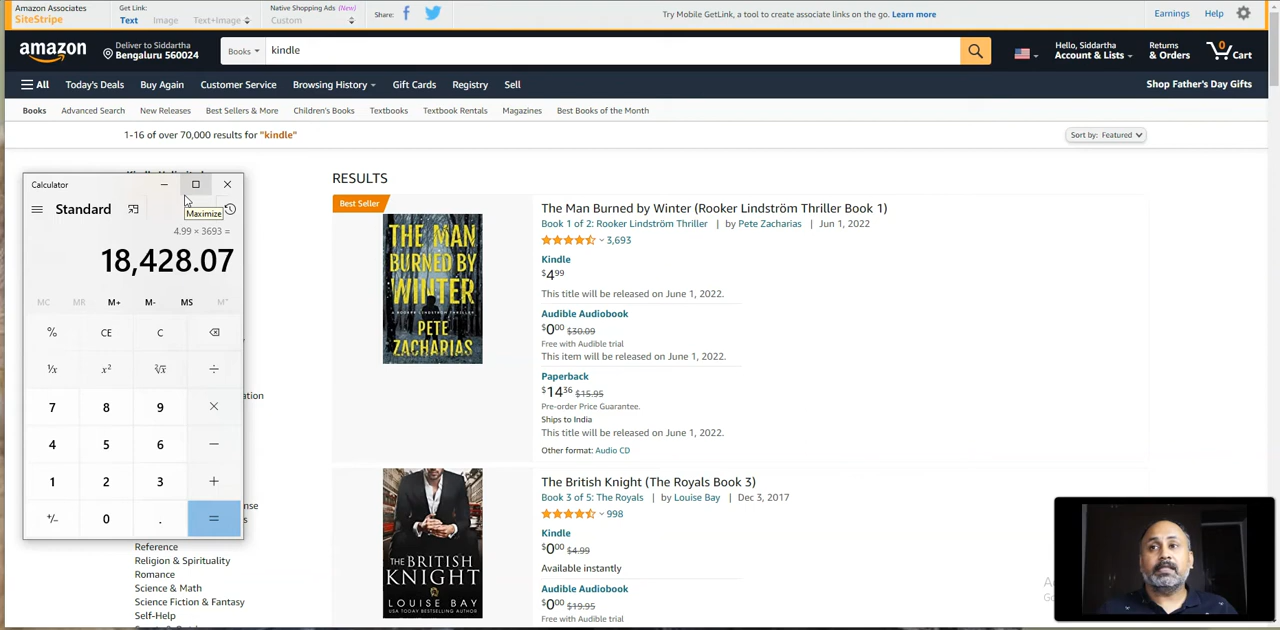 Amazon Associates
SiteStripe
Get Link:
Text Image Text+Image
Native Shopping Ads (New)
Custom
Share:
Try Mobile GetLink, a tool to create associate links on the go. Learn more
Earnings Help
amazon
Deliver to Siddartha
Bengaluru 560024
Books
kindle
Hello, Siddartha
Account & Lists
Returns
& Orders
0
Cart
All Today's Deals Buy Again Customer Service Browsing History Gift Cards Registry Sell
Shop Father's Day Gifts
Books Advanced Search New Releases Best Sellers & More Children's Books Textbooks Textbook Rentals Magazines Best Books of the Month
1-16 of over 70,000 results for "kindle"
Sort by: Featured
Calculator
Standard
Maximize
4.99 × 3693 =
18,428.07
MC MR M+ M- MS
% CE C
¹/x x² ²√x ÷
7 8 9 ×
4 5 6 −
1 2 3 +
+/- 0 . =
Reference
Religion & Spirituality
Romance
Science & Math
Science Fiction & Fantasy
Self-Help
RESULTS
Best Seller
THE MAN
BURNED BY
WINTER
A ROOKER LINDSTRÖM THRILLER
PETE
ZACHARIAS
The Man Burned by Winter (Rooker Lindström Thriller Book 1)
Book 1 of 2: Rooker Lindström Thriller | by Pete Zacharias | Jun 1, 2022
3,693
Kindle
$4.99
This title will be released on June 1, 2022.
Audible Audiobook
$0.00 $30.09
Free with Audible trial
This item will be released on June 1, 2022.
Paperback
$14.36 $15.95
Pre-order Price Guarantee.
Ships to India
This title will be released on June 1, 2022.
Other format: Audio CD
THE BRITISH
KNIGHT
LOUISE BAY
USA TODAY BESTSELLING AUTHOR
The British Knight (The Royals Book 3)
Book 3 of 5: The Royals | by Louise Bay | Dec 3, 2017
998
Kindle
$0.00 $4.99
Available instantly
Audible Audiobook
$0.00 $19.95
Free with Audible trial